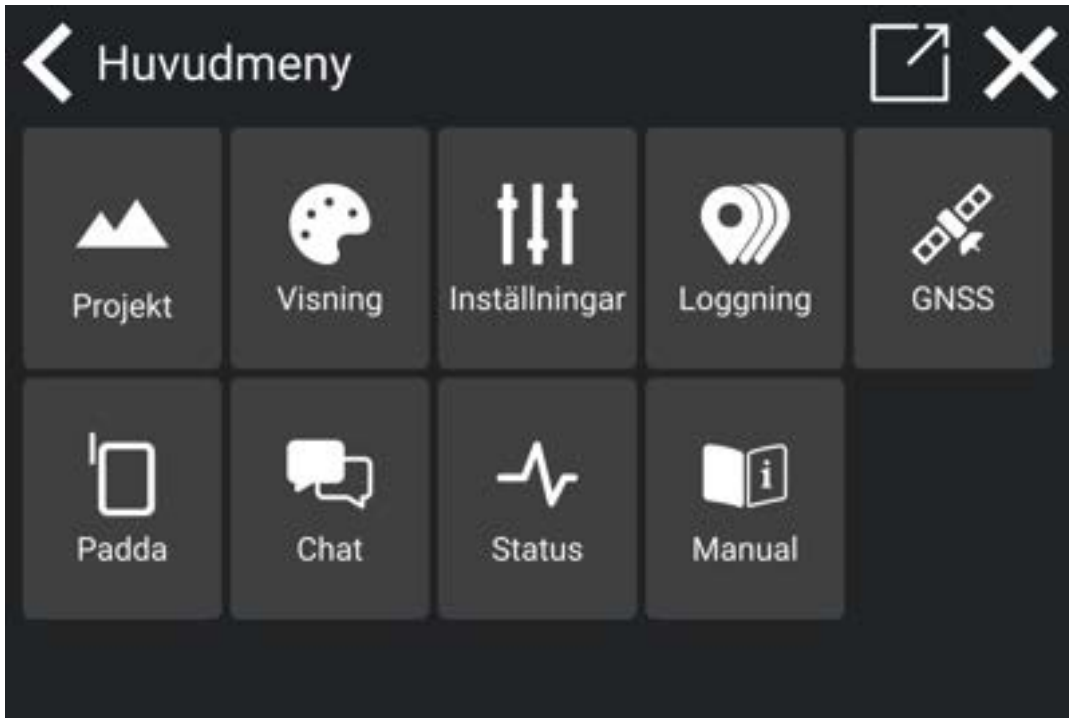 Huvudmeny
Projekt
Visning
Inställningar
Loggning
GNSS
Padda
Chat
Status
i
Manual